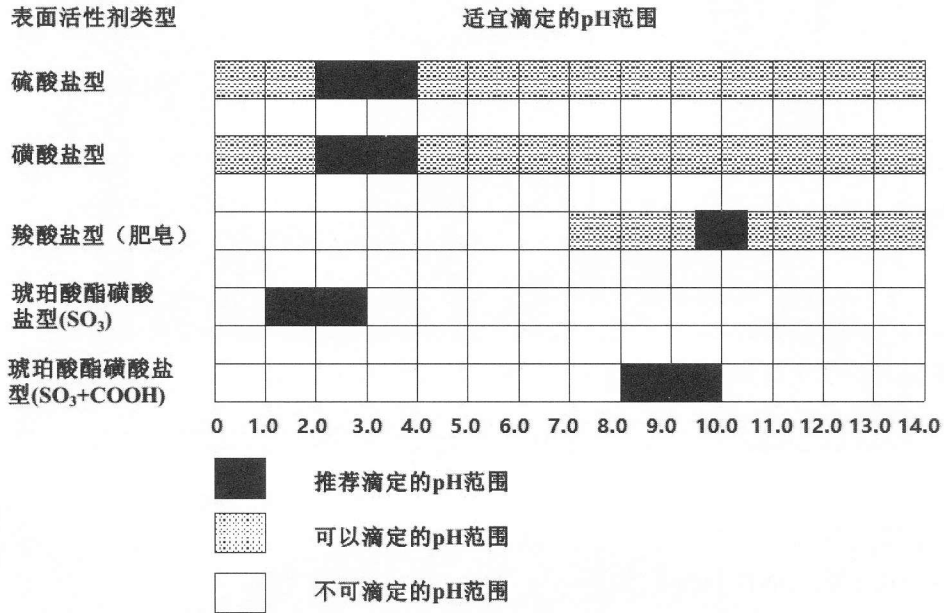 表面活性剂类型
适宜滴定的pH范围
硫酸盐型
磺酸盐型
羧酸盐型（肥皂）
琥珀酸酯磺酸
盐型(SO₃)
琥珀酸酯磺酸盐
型(SO₃+COOH)
0 1.0 2.0 3.0 4.0 5.0 6.0 7.0 8.0 9.0 10.0 11.0 12.0 13.0 14.0
推荐滴定的pH范围
可以滴定的pH范围
不可滴定的pH范围